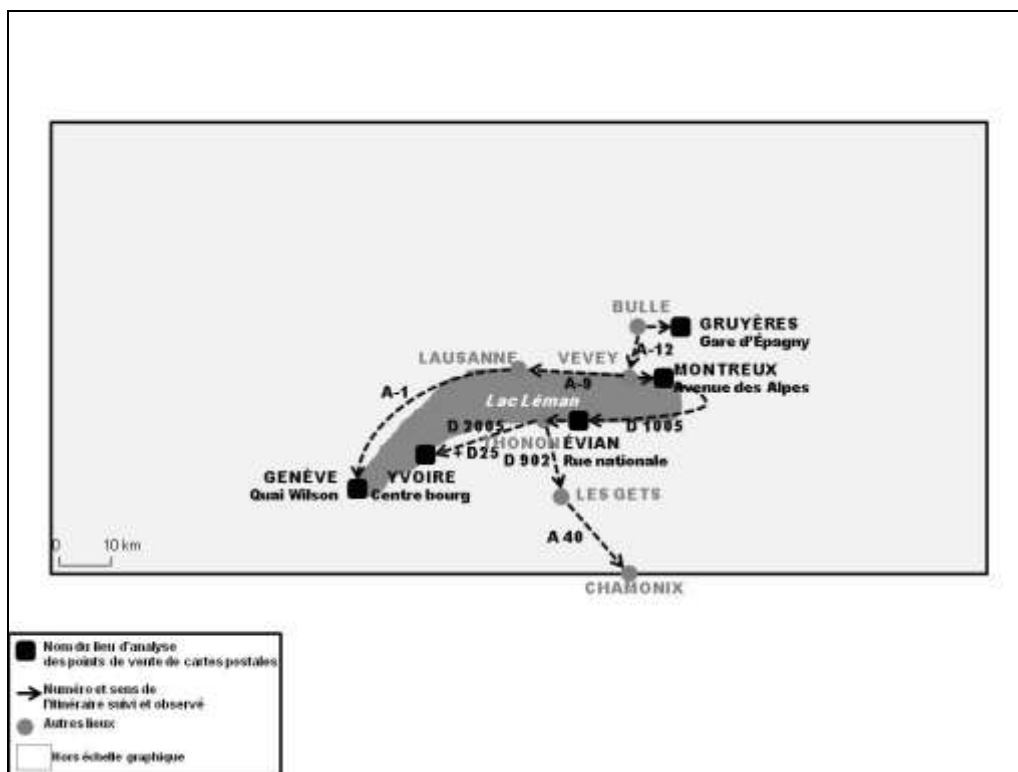 BULLE
GRUYÈRES
Gare d'Épagny
A-12
LAUSANNE
VEVEY
MONTREUX
Avenue des Alpes
A-9
A-1
Lac Léman
D 2005
D 1005
THONON
ÉVIAN
+ D25
D 902
Rue nationale
GENÈVE
Quai Wilson
YVOIRE
Centre bourg
LES GETS
A 40
0 10 km
CHAMONIX
Nom du lieu d'analyse
des points de vente de cartes postales
Numéro et sens de
l'itinéraire suivi et observé
Autres lieux
Hors échelle graphique